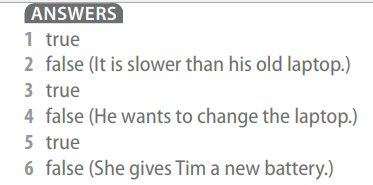 ANSWERS
1 true
2 false (It is slower than his old laptop.)
3 true
4 false (He wants to change the laptop.)
5 true
6 false (She gives Tim a new battery.)